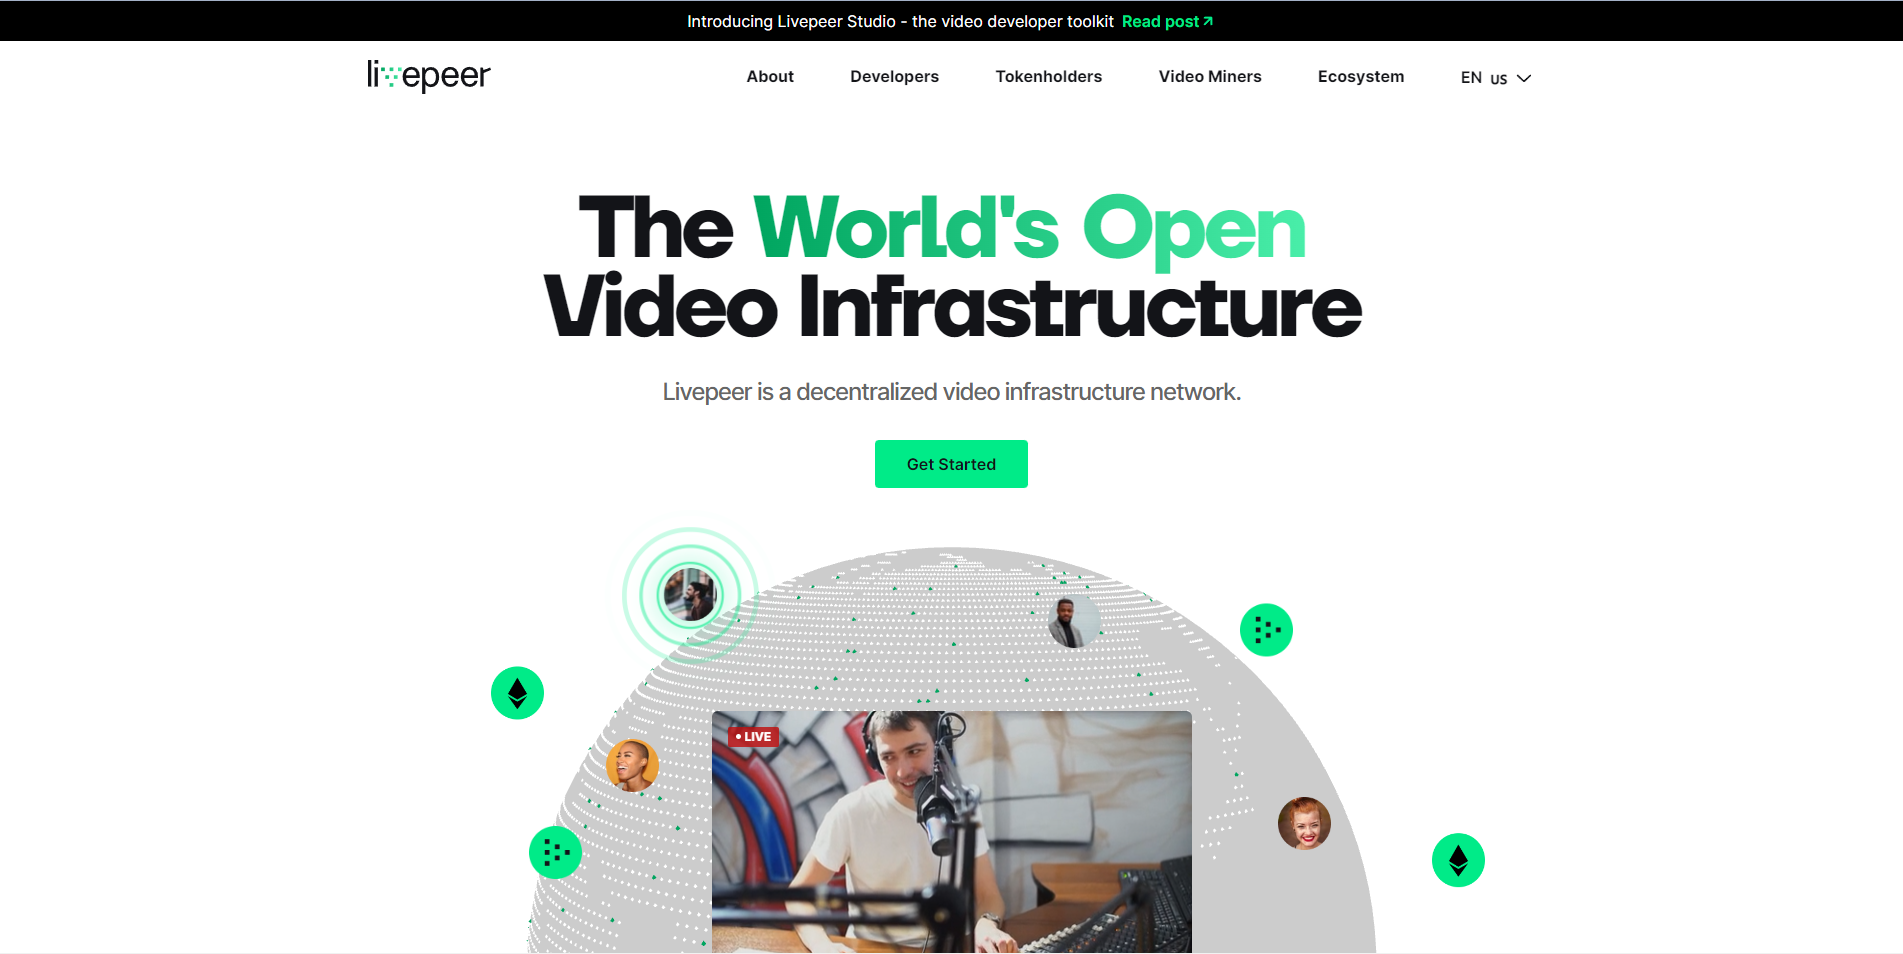 Introducing Livepeer Studio - the video developer toolkit Read post
livepeer
About Developers Tokenholders Video Miners Ecosystem EN US
The World's Open
Video Infrastructure
Livepeer is a decentralized video infrastructure network.
Get Started
LIVE